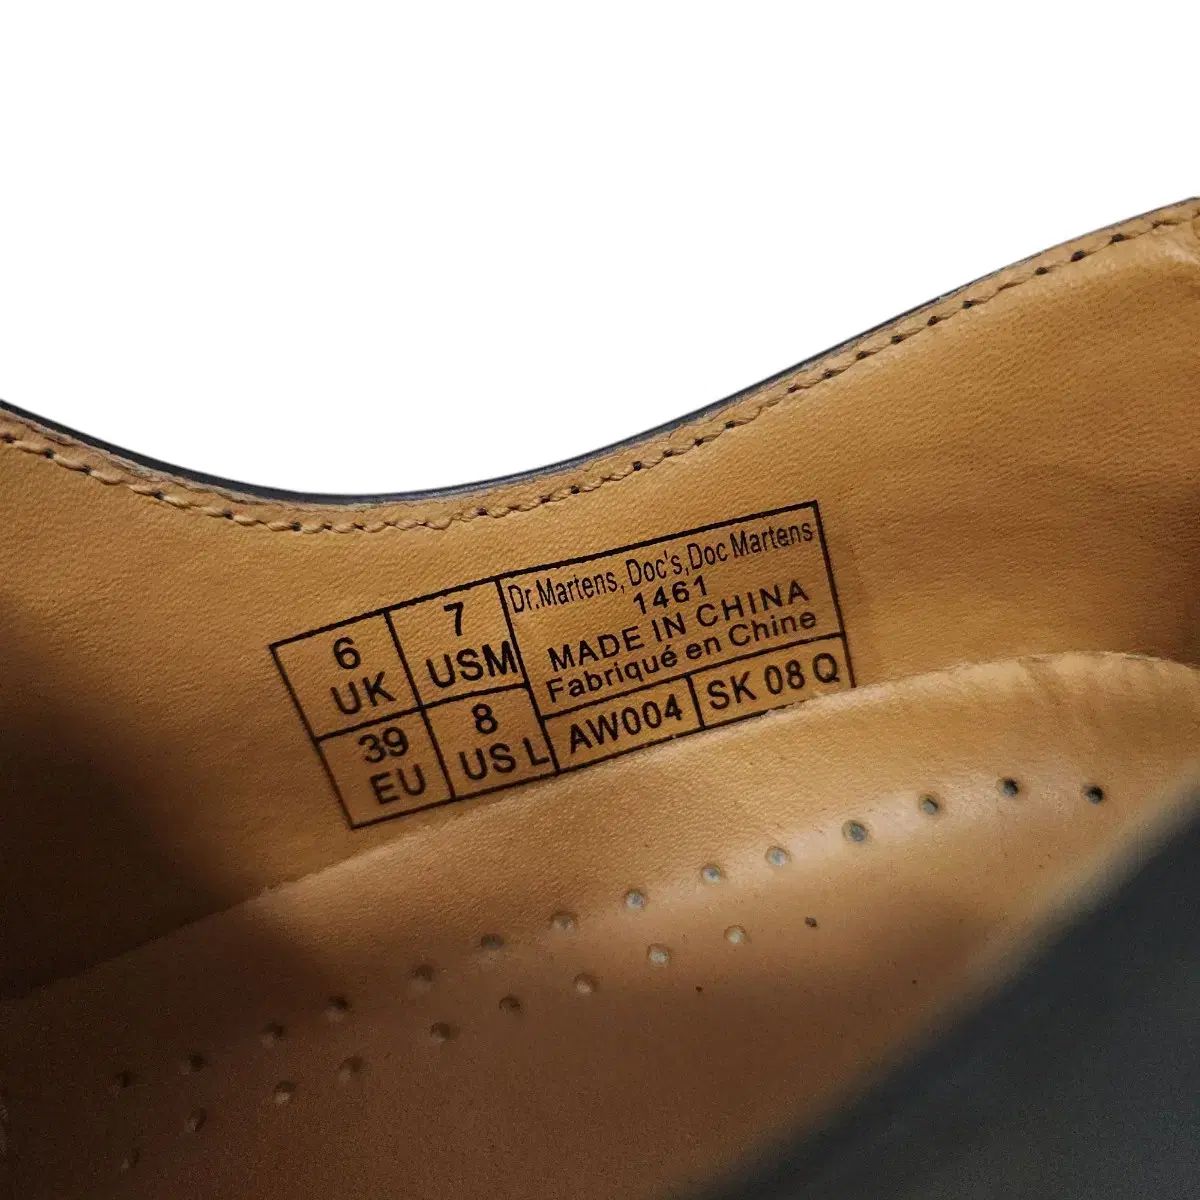 6
UK
7
USM
39
EU
8
US L
Dr.Martens, Doc's,Doc Martens
1461
MADE IN CHINA
Fabriqué en Chine
AW004
SK 08 Q